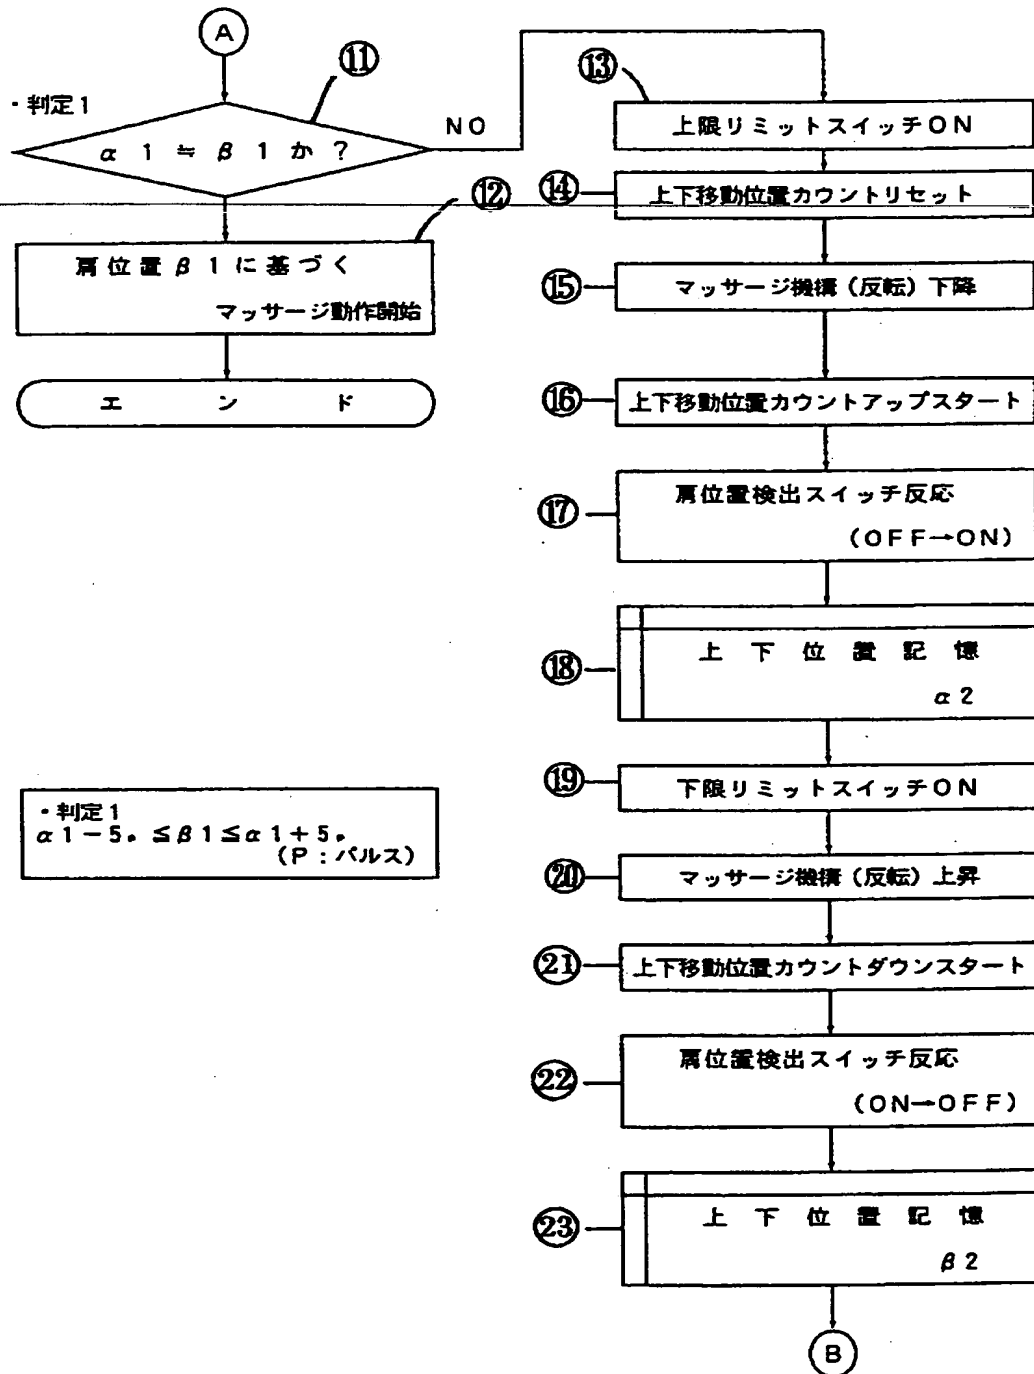 A
⑪
・判定1
α1≒β1か?
NO
⑫
肩位置β1に基づく
マッサージ動作開始
エンド
⑬
上限リミットスイッチON
⑭
上下移動位置カウントリセット
⑮
マッサージ機構(反転)下降
⑯
上下移動位置カウントアップスタート
⑰
肩位置検出スイッチ反応
(OFF→ON)
⑱
上下位置記憶
α2
⑲
下限リミットスイッチON
⑳
マッサージ機構(反転)上昇
㉑
上下移動位置カウントダウンスタート
㉒
肩位置検出スイッチ反応
(ON→OFF)
㉓
上下位置記憶
β2
B
・判定1
α1-5 ≦β1≦α1+5
(P:パルス)